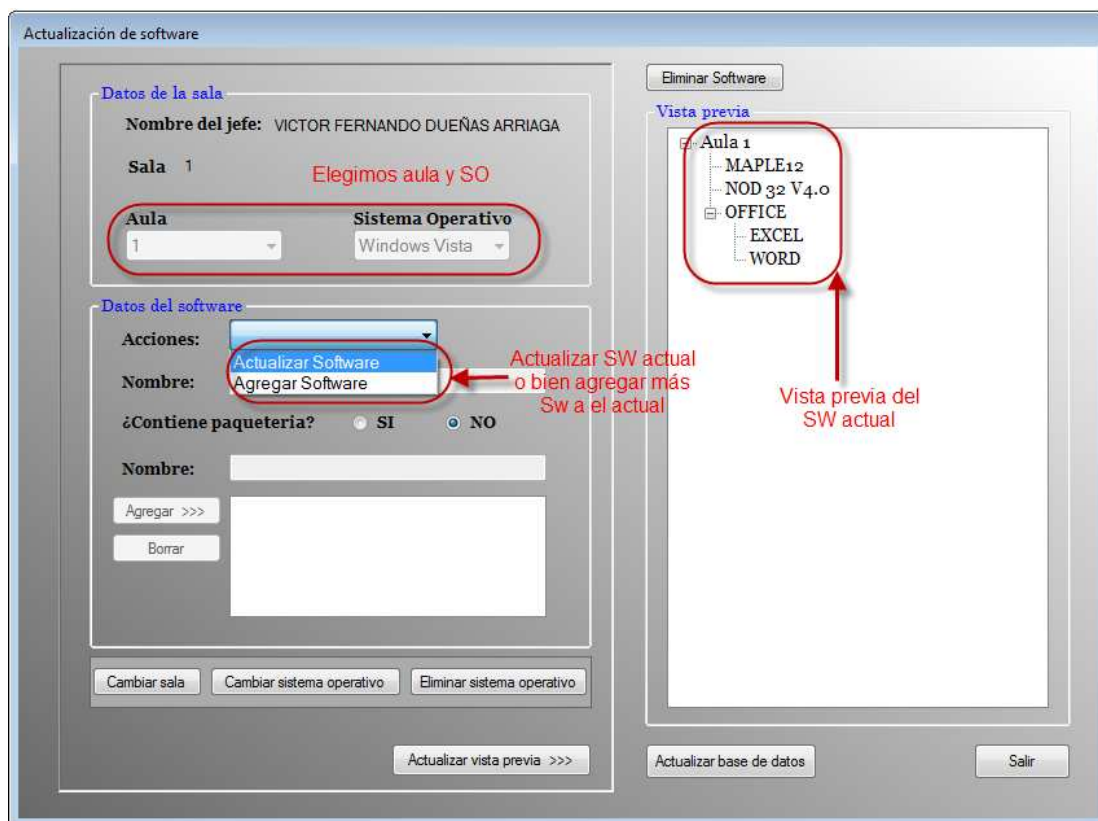 Actualización de software
Datos de la sala
Nombre del jefe: VICTOR FERNANDO DUEÑAS ARRIAGA
Sala 1
Elegimos aula y SO
Aula Sistema Operativo
1 Windows Vista
Datos del software
Acciones:
Actualizar Software
Agregar Software
Nombre:
Actualizar SW actual
o bien agregar más
Sw a el actual
¿Contiene paqueteria? SI NO
Nombre:
Agregar >>>
Borrar
Cambiar sala Cambiar sistema operativo Eliminar sistema operativo
Actualizar vista previa >>>
Eliminar Software
Vista previa
Aula 1
MAPLE12
NOD 32 V4.0
OFFICE
EXCEL
WORD
Vista previa del
SW actual
Actualizar base de datos Salir